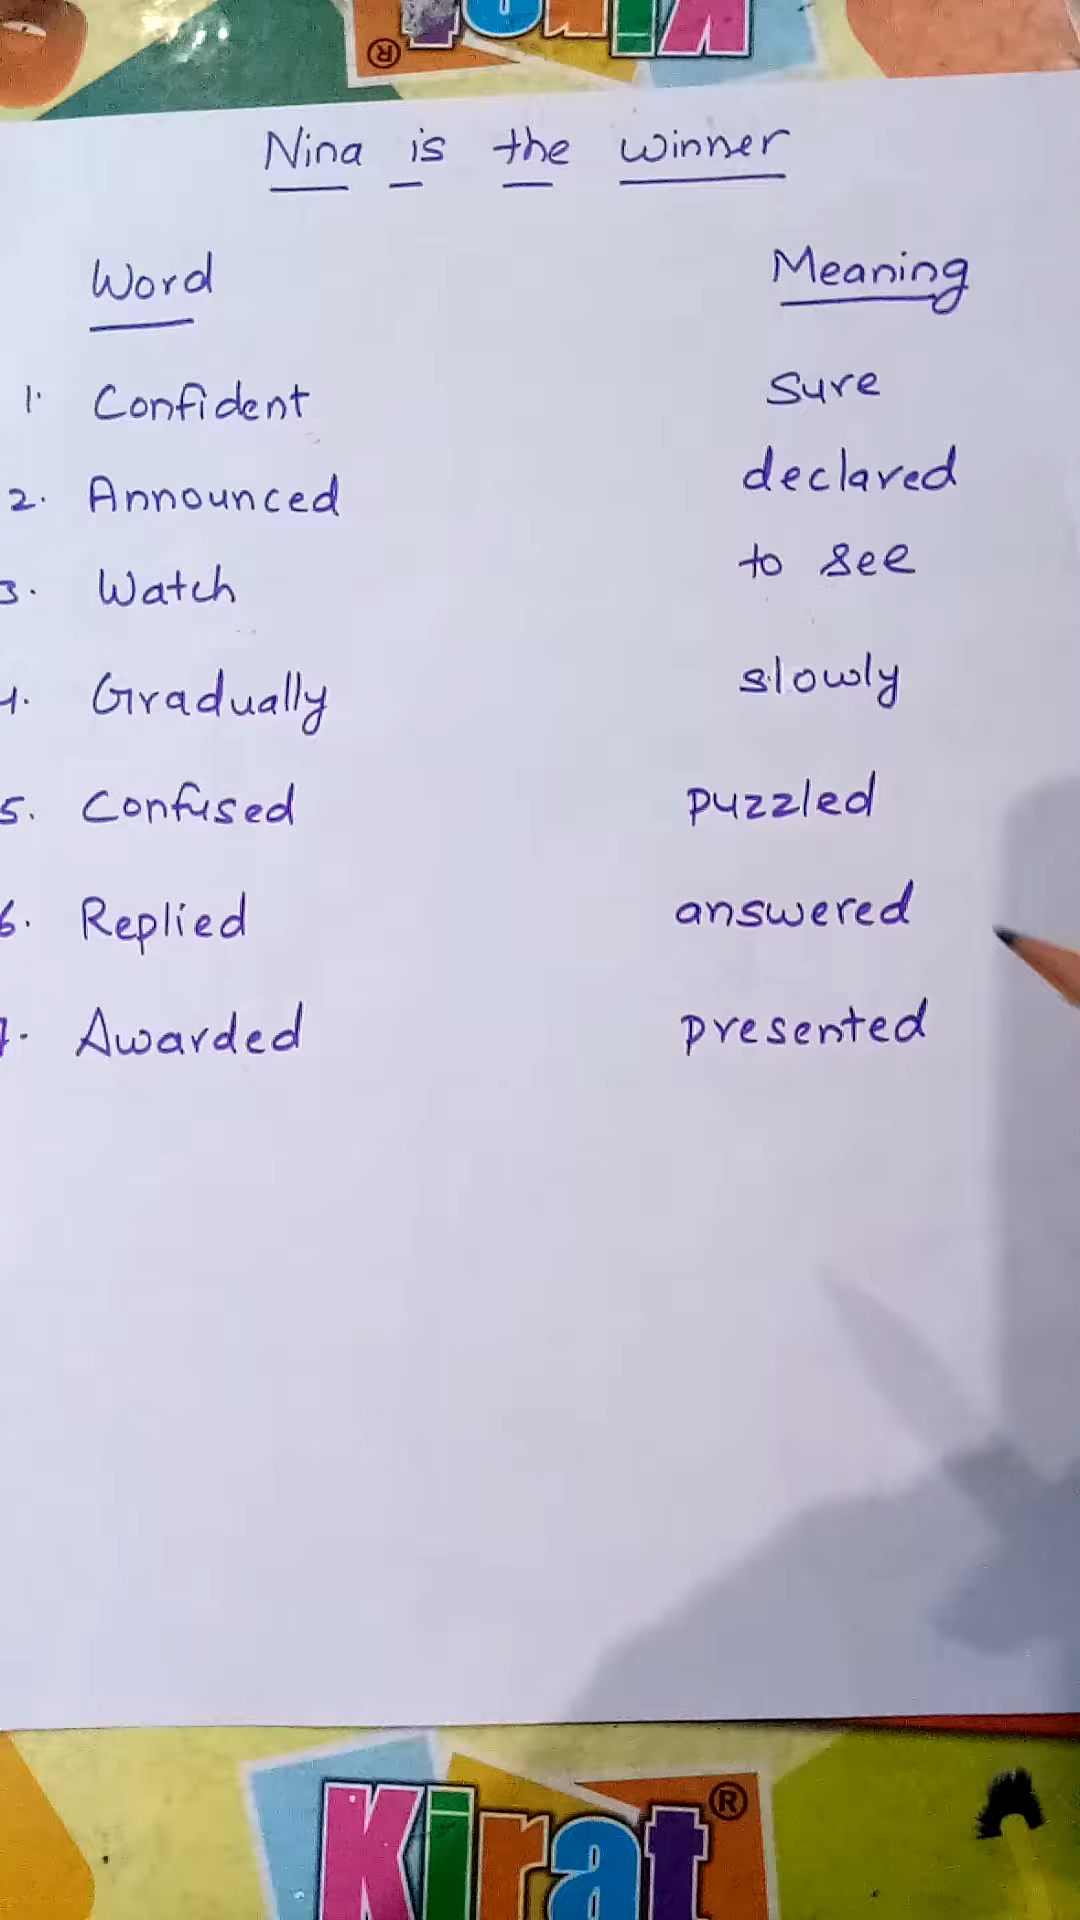 Kirat ®
Nina is the winner
Word Meaning
1. Confident sure
2. Announced declared
3. Watch to see
4. Gradually slowly
5. Confused puzzled
6. Replied answered
7. Awarded presented
Kirat ®